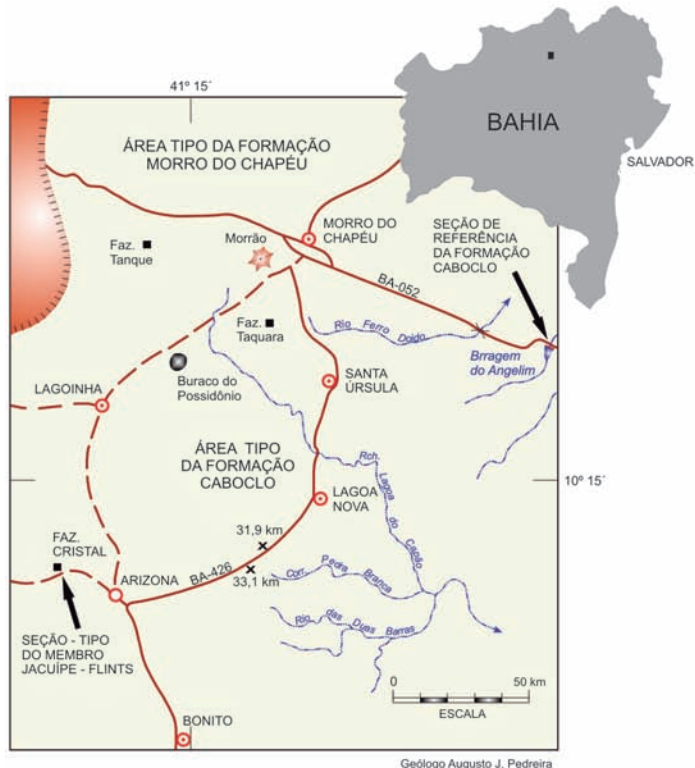 41º 15´
BAHIA
SALVADOR
ÁREA TIPO DA FORMAÇÃO
MORRO DO CHAPÉU
MORRO DO
CHAPÉU
SEÇÃO DE
REFERÊNCIA
DA FORMAÇÃO
CABOCLO
Faz.
Tanque
Morrão
BA-052
Faz.
Taquara
Rio Ferro Doido
Brragem
do Angelim
Buraco do
Possidônio
LAGOINHA
SANTA
ÚRSULA
ÁREA TIPO
DA FORMAÇÃO
CABOCLO
Rch. Lagoa do Capão
10º 15´
LAGOA
NOVA
31,9 km
33,1 km
FAZ.
CRISTAL
ARIZONA
BA-426
Corr. Pedra Branca
Rio das Duas Barras
SEÇÃO - TIPO
DO MEMBRO
JACUÍPE - FLINTS
0 50 km
ESCALA
BONITO
Geólogo Augusto J. Pedreira